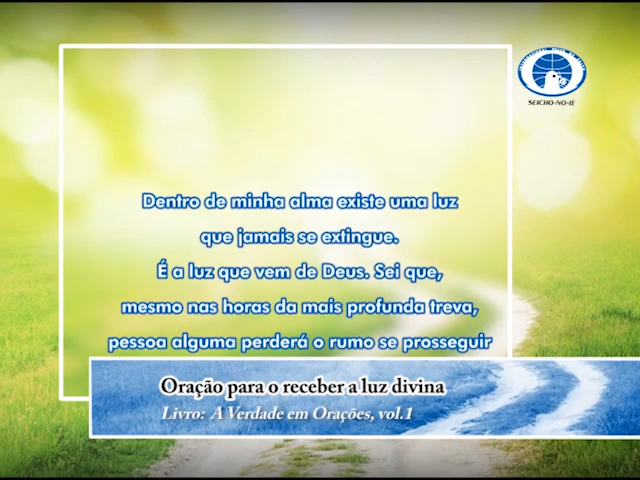 SEICHO-NO-IE
Dentro de minha alma existe uma luz
que jamais se extingue.
É a luz que vem de Deus. Sei que,
mesmo nas horas da mais profunda treva,
pessoa alguma perderá o rumo se prosseguir
Oração para o receber a luz divina
Livro: A Verdade em Orações, vol.1